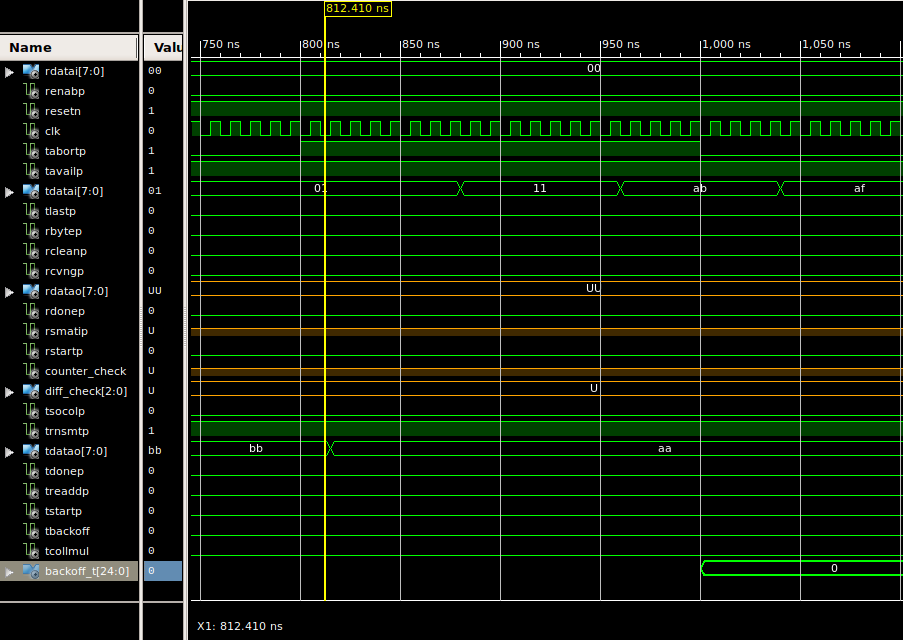 812.410 ns
Name Valu 750 ns 800 ns 850 ns 900 ns 950 ns 1,000 ns 1,050 ns
rdatai[7:0] 00 00
renabp 0
resetn 1
clk 0
tabortp 1
tavailp 1
tdatai[7:0] 01 01 11 ab af
tlastp 0
rbytep 0
rcleanp 0
rcvngp 0
rdatao[7:0] UU UU
rdonep 0
rsmatip U
rstartp 0
counter_check U
diff_check[2:0] U U
tsocolp 0
trnsmtp 1
tdatao[7:0] bb bb aa
tdonep 0
treaddp 0
tstartp 0
tbackoff 0
tcollmul 0
backoff_t[24:0] 0 0
X1: 812.410 ns